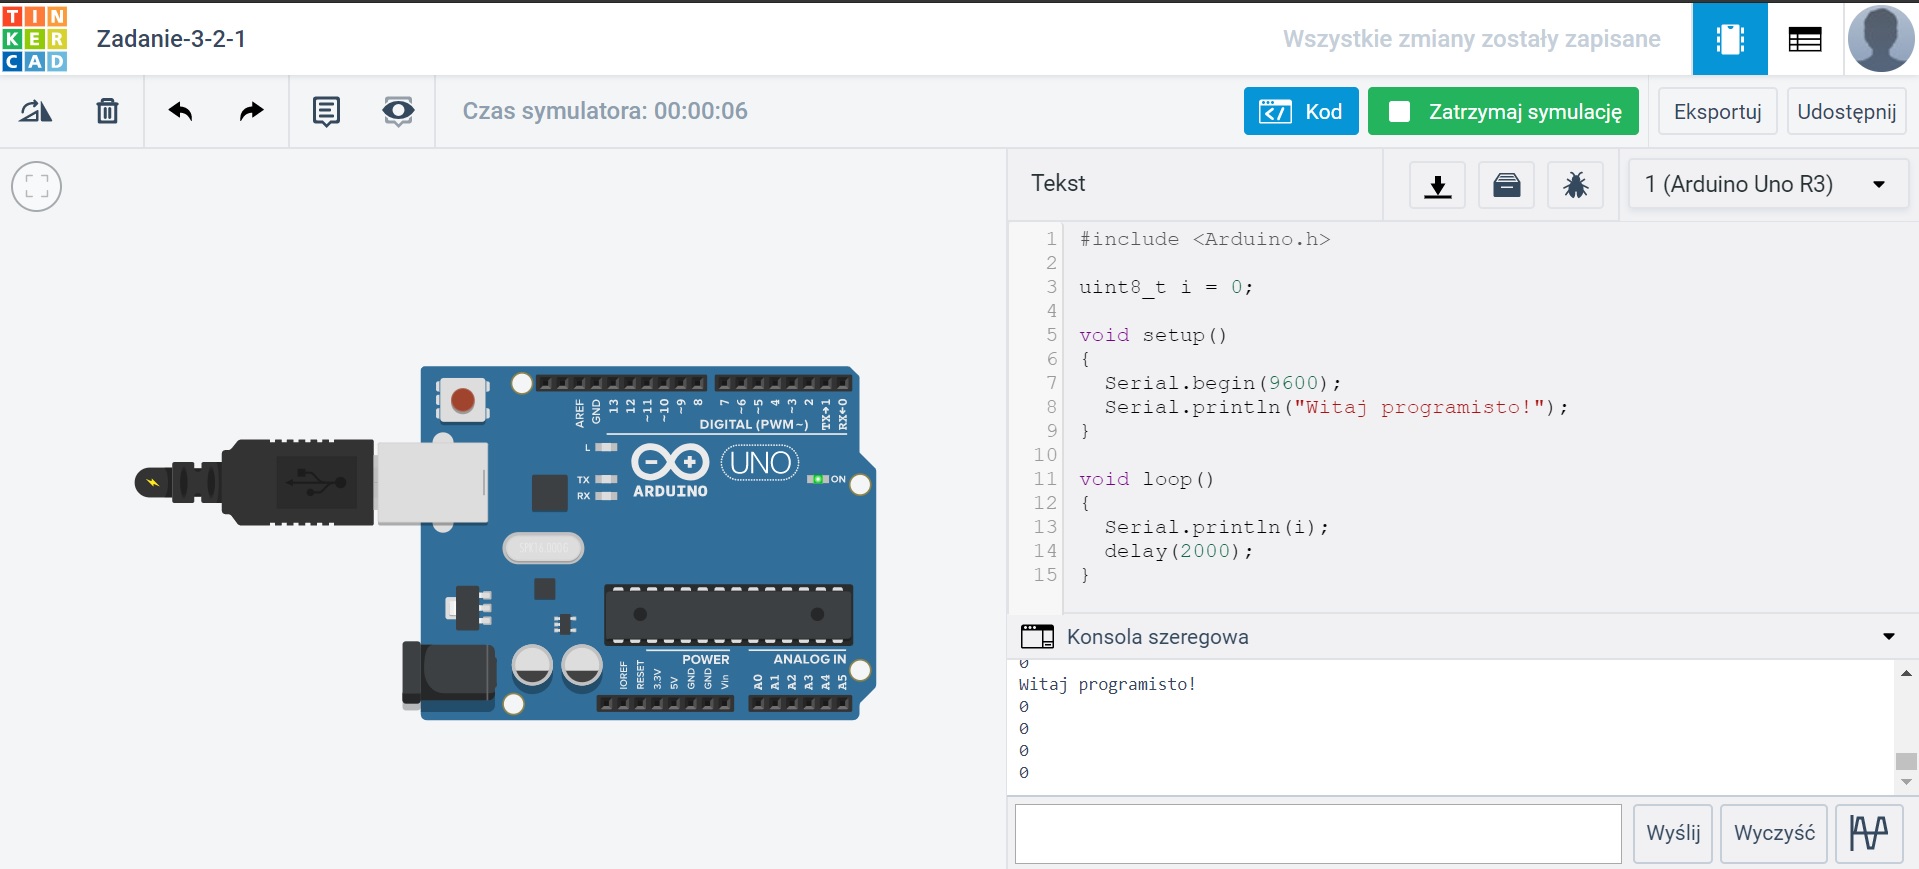 TIN
KER
CAD
Zadanie-3-2-1
Wszystkie zmiany zostały zapisane
Czas symulatora: 00:00:06
Kod
Zatrzymaj symulację
Eksportuj
Udostępnij
Tekst
1 (Arduino Uno R3)
1 #include <Arduino.h>
2
3 uint8_t i = 0;
4
5 void setup()
6 {
7 Serial.begin(9600);
8 Serial.println("Witaj programisto!");
9 }
10
11 void loop()
12 {
13 Serial.println(i);
14 delay(2000);
15 }
Konsola szeregowa
0
Witaj programisto!
0
0
0
0
Wyślij
Wyczyść
AREF
GND
13
12
~11
~10
~9
8
7
~6
~5
4
~3
2
TX→1
RX←0
DIGITAL (PWM~)
L
TX
RX
ARDUINO
UNO
ON
POWER
ANALOG IN
IOREF
RESET
3.3V
5V
GND
GND
Vin
A0
A1
A2
A3
A4
A5